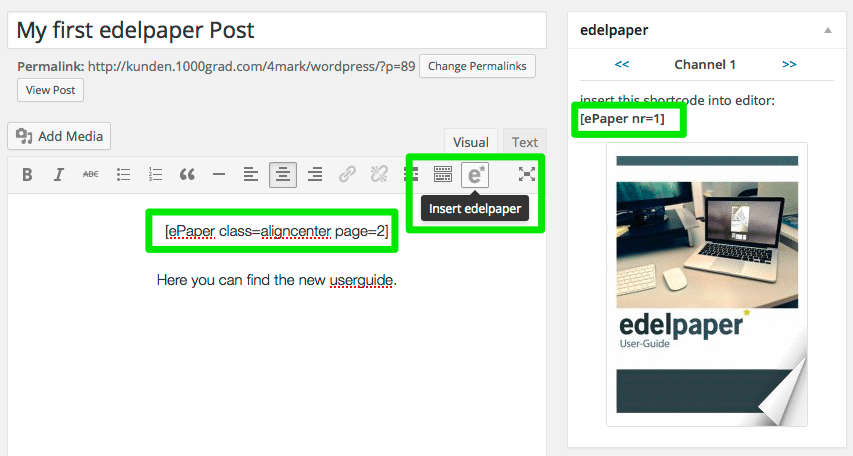 My first edelpaper Post
Permalink: http://kunden.1000grad.com/4mark/wordpress/?p=89 Change Permalinks
View Post
Add Media
Visual Text
B I ABC
e*
Insert edelpaper
[ePaper class=aligncenter page=2]
Here you can find the new userguide.
edelpaper
<< Channel 1 >>
insert this shortcode into editor:
[ePaper nr=1]
edelpaper
User-Guide